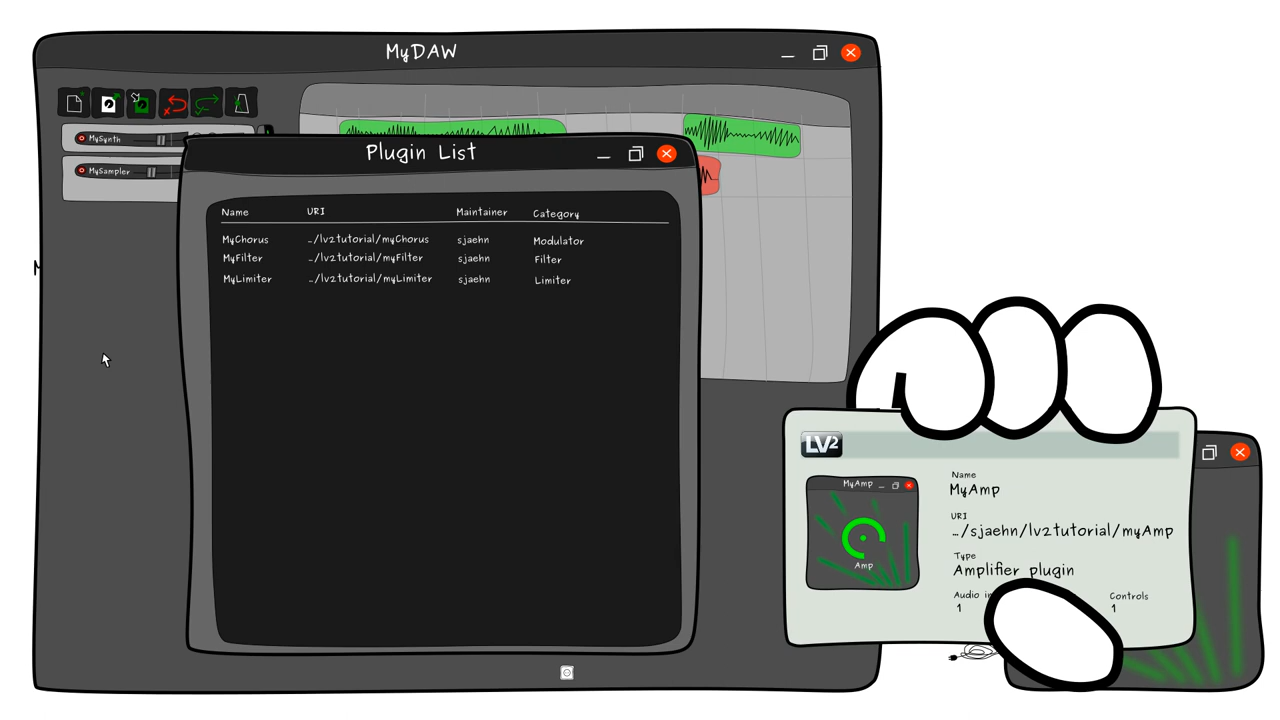 MyDAW
MySynth
MySampler
Plugin List
Name URI Maintainer Category
MyChorus ../lv2tutorial/myChorus sjaehn Modulator
MyFilter ../lv2tutorial/myFilter sjaehn Filter
MyLimiter ../lv2tutorial/myLimiter sjaehn Limiter
LV2
MyAmp
Amp
Name
MyAmp
URI
../sjaehn/lv2tutorial/myAmp
Type
Amplifier plugin
Audio in Controls
1 1